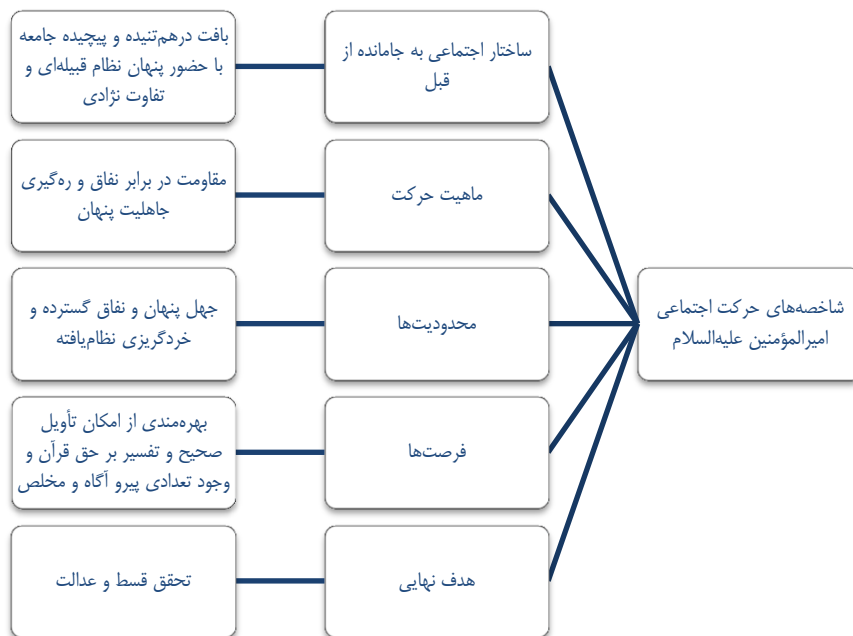 شاخصه‌های حرکت اجتماعی
امیرالمؤمنین علیه‌السلام
ساختار اجتماعی به جامانده از
قبل
بافت درهم‌تنیده و پیچیده جامعه
با حضور پنهان نظام قبیله‌ای و
تفاوت نژادی
ماهیت حرکت
مقاومت در برابر نفاق و ره‌گیری
جاهلیت پنهان
محدودیت‌ها
جهل پنهان و نفاق گسترده و
خردگریزی نظام‌یافته
فرصت‌ها
بهره‌مندی از امکان تأویل
صحیح و تفسیر بر حق قرآن و
وجود تعدادی پیرو آگاه و مخلص
هدف نهایی
تحقق قسط و عدالت